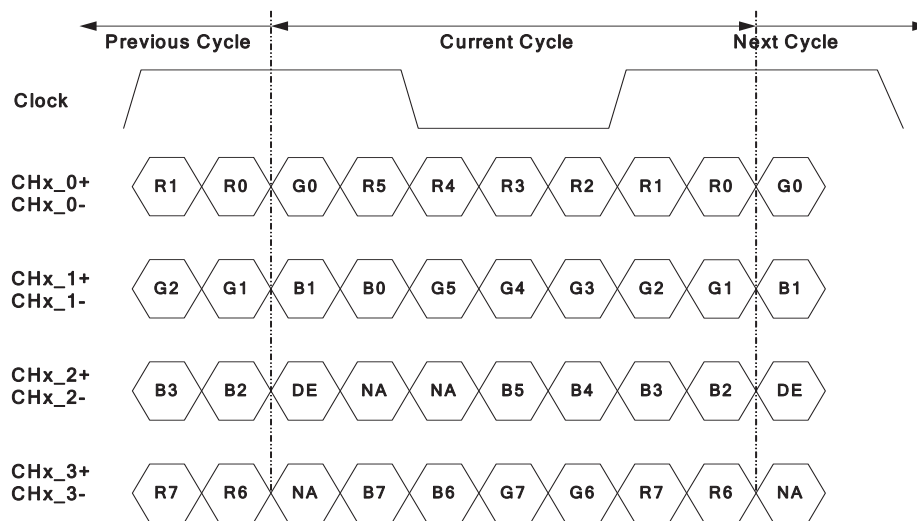 Previous Cycle Current Cycle Next Cycle
Clock
CHx_0+
CHx_0-
R1 R0 G0 R5 R4 R3 R2 R1 R0 G0
CHx_1+
CHx_1-
G2 G1 B1 B0 G5 G4 G3 G2 G1 B1
CHx_2+
CHx_2-
B3 B2 DE NA NA B5 B4 B3 B2 DE
CHx_3+
CHx_3-
R7 R6 NA B7 B6 G7 G6 R7 R6 NA